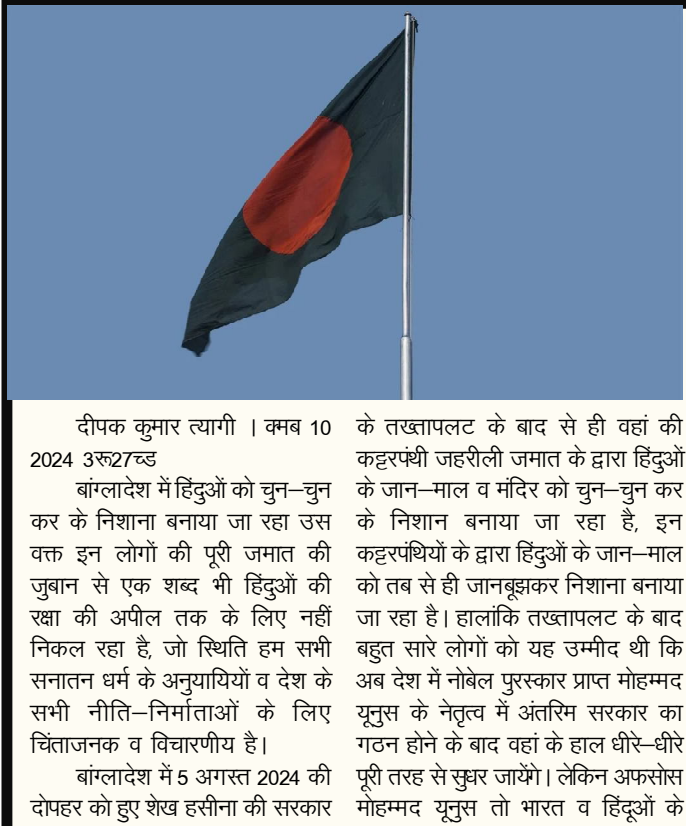 दीपक कुमार त्यागी । क्मब 10
2024 3रू27च्ड
बांग्लादेश में हिंदुओं को चुन–चुन
कर के निशाना बनाया जा रहा उस
वक्त इन लोगों की पूरी जमात की
जुबान से एक शब्द भी हिंदुओं की
रक्षा की अपील तक के लिए नहीं
निकल रहा है, जो स्थिति हम सभी
सनातन धर्म के अनुयायियों व देश के
सभी नीति–निर्माताओं के लिए
चिंताजनक व विचारणीय है।
बांग्लादेश में 5 अगस्त 2024 की
दोपहर को हुए शेख हसीना की सरकार
के तख्तापलट के बाद से ही वहां की
कट्टरपंथी जहरीली जमात के द्वारा हिंदुओं
के जान–माल व मंदिर को चुन–चुन कर
के निशान बनाया जा रहा है, इन
कट्टरपंथियों के द्वारा हिंदुओं के जान–माल
को तब से ही जानबूझकर निशाना बनाया
जा रहा है। हालांकि तख्तापलट के बाद
बहुत सारे लोगों को यह उम्मीद थी कि
अब देश में नोबेल पुरस्कार प्राप्त मोहम्मद
यूनुस के नेतृत्व में अंतरिम सरकार का
गठन होने के बाद वहां के हाल धीरे–धीरे
पूरी तरह से सुधर जायेंगे। लेकिन अफसोस
मोहम्मद यूनुस तो भारत व हिंदूओं के